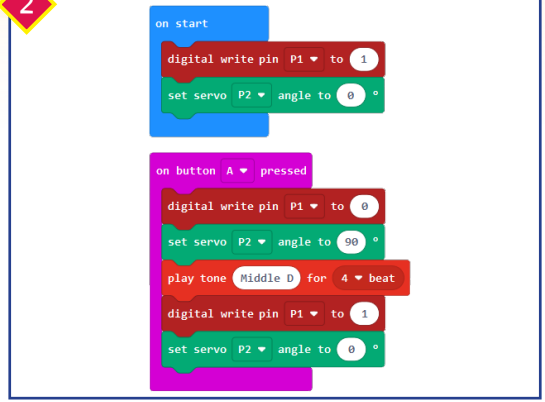 2
on start
digital write pin P1 to 1
set servo P2 angle to 0 °
on button A pressed
digital write pin P1 to 0
set servo P2 angle to 90 °
play tone Middle D for 4 beat
digital write pin P1 to 1
set servo P2 angle to 0 °